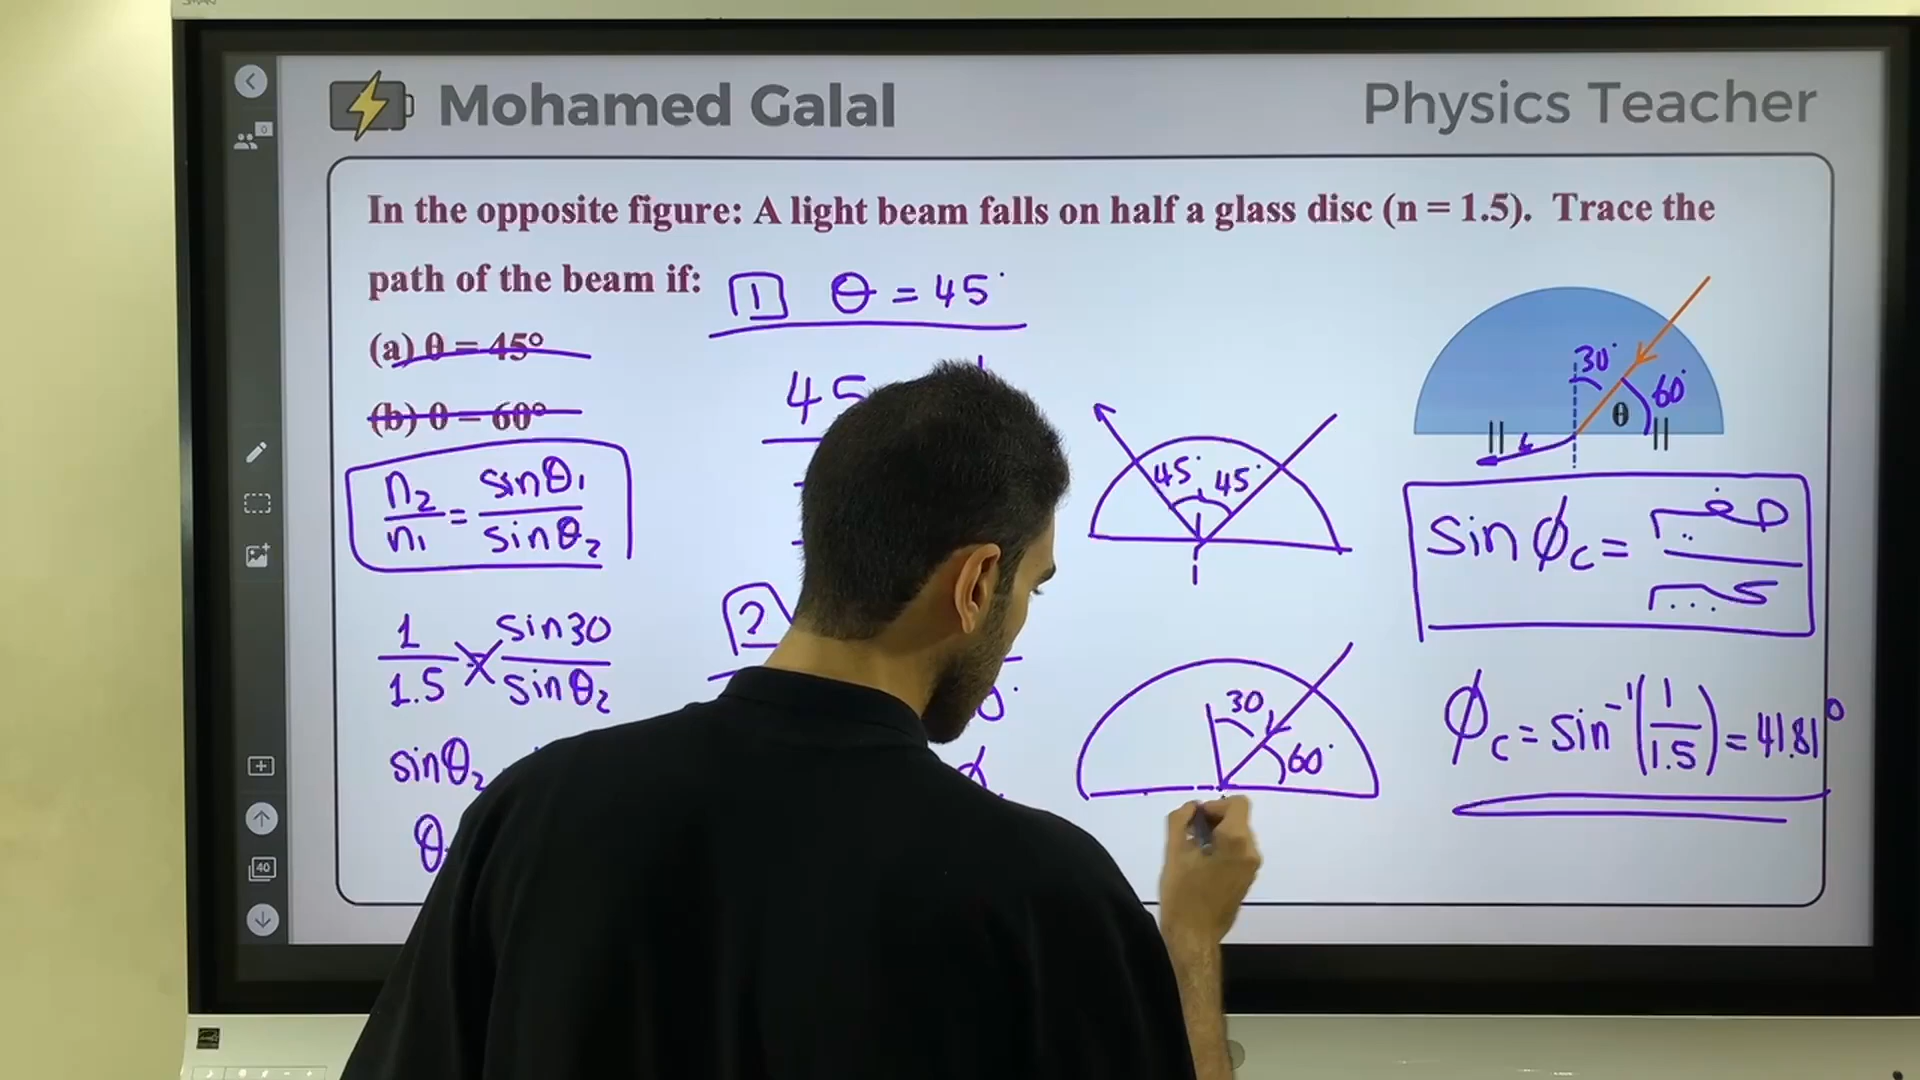 Mohamed Galal
Physics Teacher
In the opposite figure: A light beam falls on half a glass disc (n = 1.5). Trace the
path of the beam if:
1 θ = 45°
(a) θ = 45°
(b) θ = 60°
n₂/n₁ = sinθ₁/sinθ₂
1/1.5 = sin30/sinθ₂
sinθ₂
θ
45
2
45° 45°
30 60°
30° 60°
θ
sin ϕc =
ϕc = sin⁻¹(1/1.5) = 41.81°
0
40